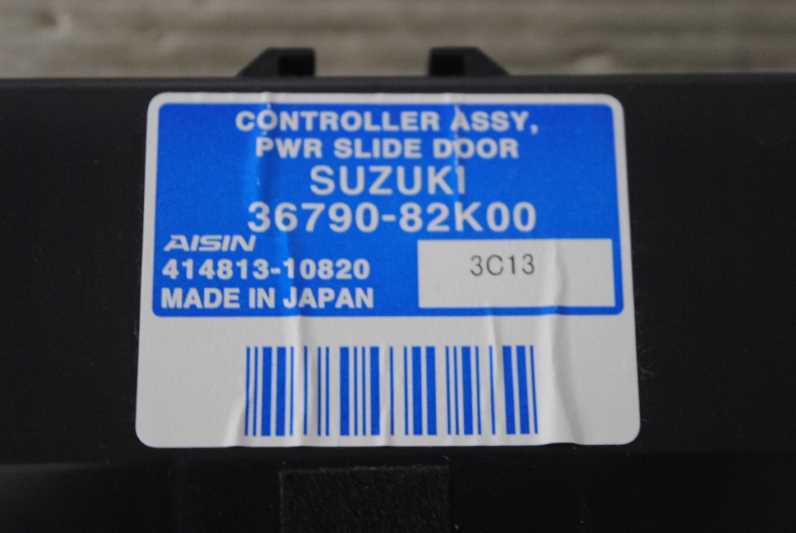 CONTROLLER ASSY,
PWR SLIDE DOOR
SUZUKI
36790-82K00
AISIN
414813-10820
3C13
MADE IN JAPAN